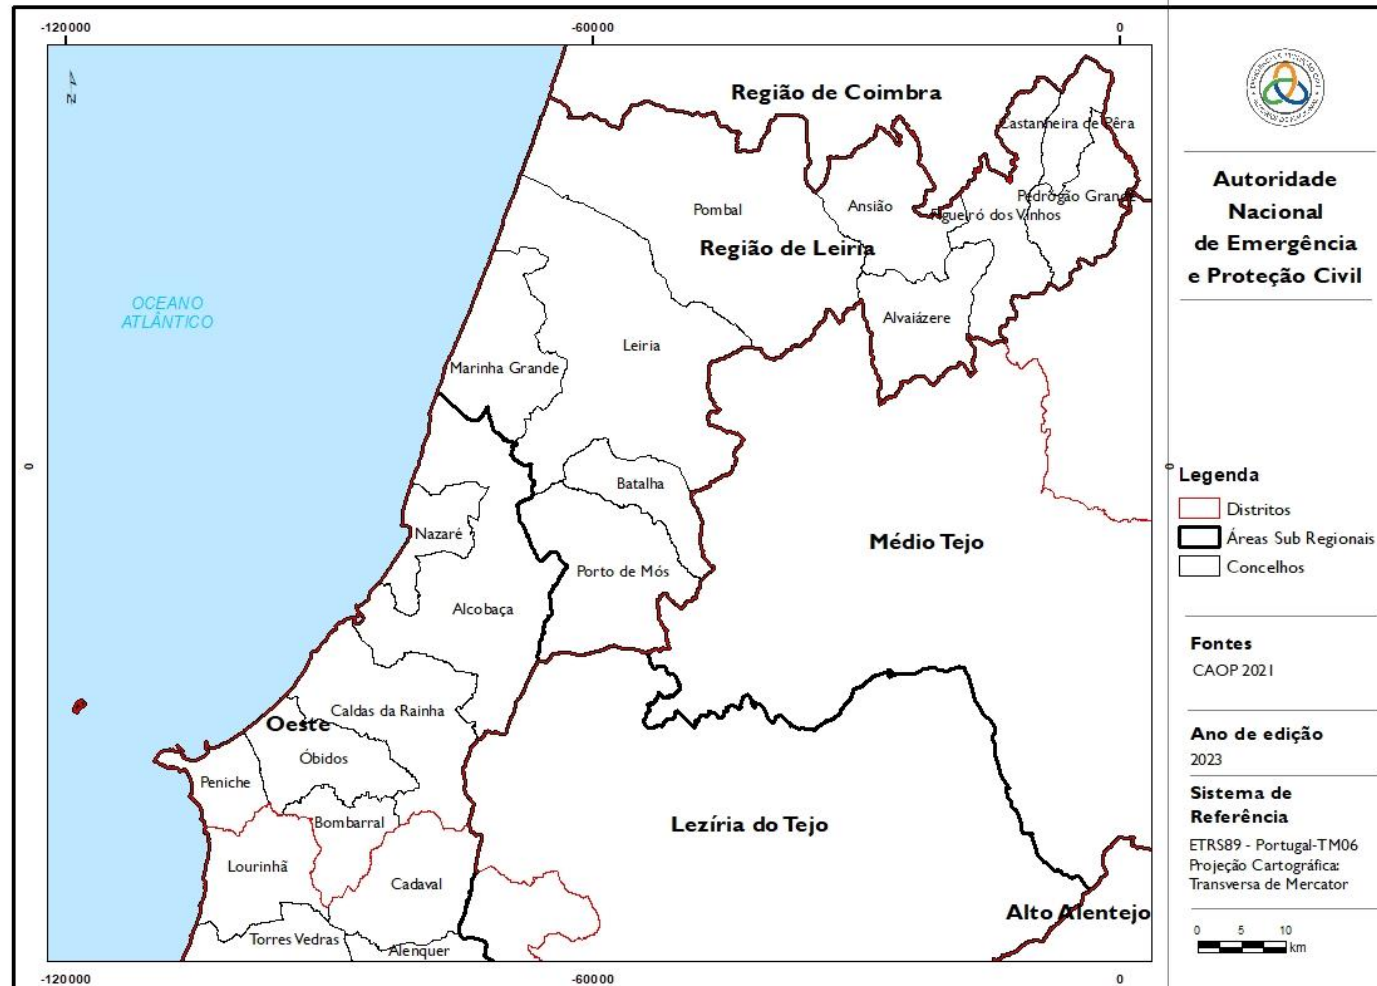 -120000
-60000
0
N
Região de Coimbra
Castanheira de Pêra
Pedrógão Grande
Figueiró dos Vinhos
Ansião
Pombal
Região de Leiria
Alvaiázere
OCEANO
ATLÂNTICO
Leiria
Marinha Grande
0
0
Batalha
Nazaré
Médio Tejo
Porto de Mós
Alcobaça
Caldas da Rainha
Oeste
Óbidos
Peniche
Bombarral
Lezíria do Tejo
Lourinhã
Cadaval
Alto Alentejo
Torres Vedras
Alenquer
-120000
-60000
0
Autoridade
Nacional
de Emergência
e Proteção Civil
Legenda
Distritos
Áreas Sub Regionais
Concelhos
Fontes
CAOP 2021
Ano de edição
2023
Sistema de
Referência
ETRS89 - Portugal-TM06
Projeção Cartográfica:
Transversa de Mercator
0 5 10
km